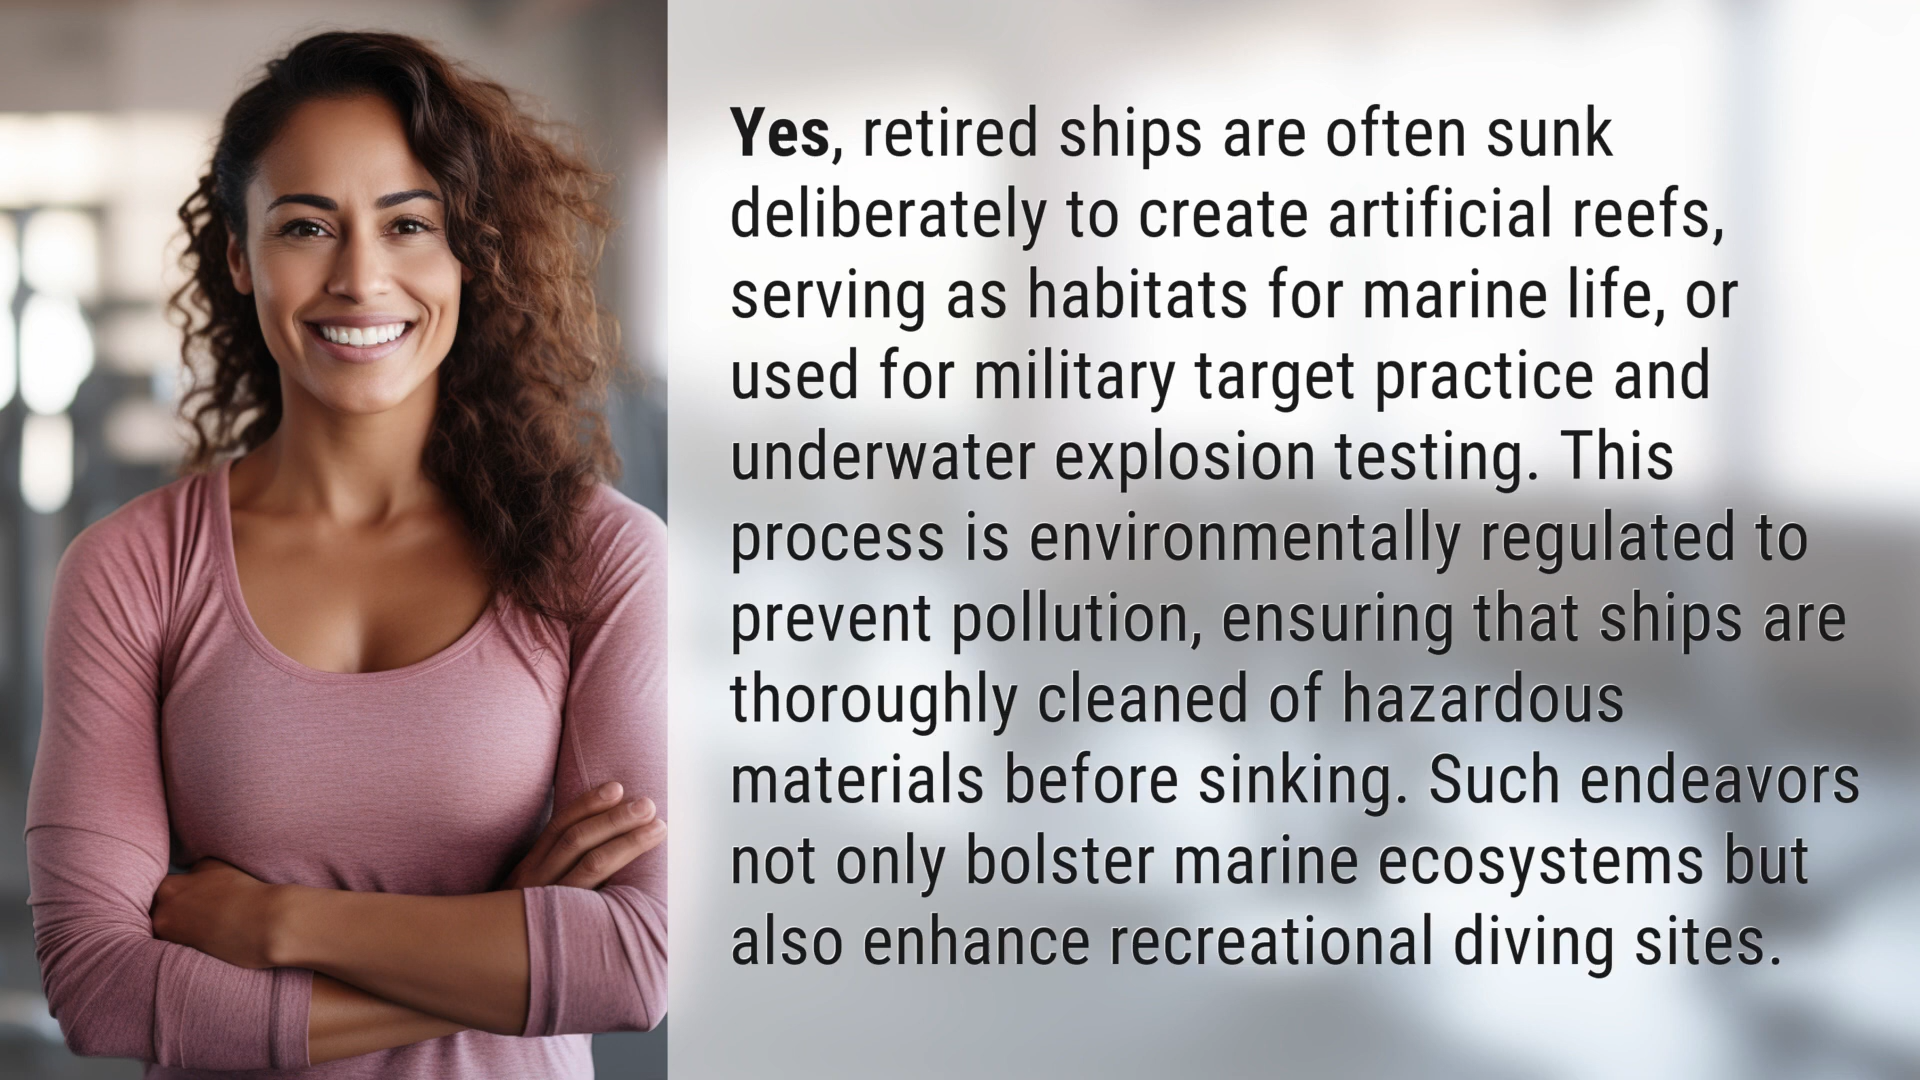 Yes, retired ships are often sunk
deliberately to create artificial reefs,
serving as habitats for marine life, or
used for military target practice and
underwater explosion testing. This
process is environmentally regulated to
prevent pollution, ensuring that ships are
thoroughly cleaned of hazardous
materials before sinking. Such endeavors
not only bolster marine ecosystems but
also enhance recreational diving sites.